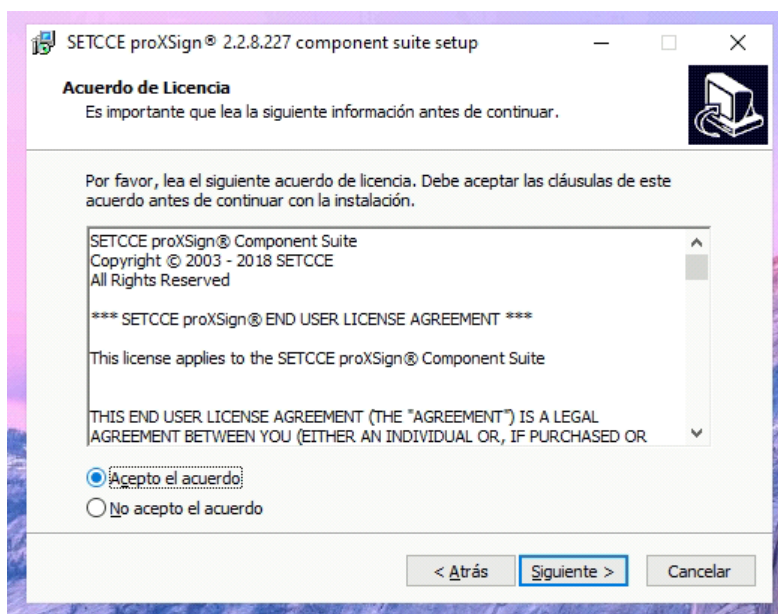 SETCCE proXSign® 2.2.8.227 component suite setup
Acuerdo de Licencia
Es importante que lea la siguiente información antes de continuar.
Por favor, lea el siguiente acuerdo de licencia. Debe aceptar las cláusulas de este
acuerdo antes de continuar con la instalación.
SETCCE proXSign® Component Suite
Copyright © 2003 - 2018 SETCCE
All Rights Reserved
*** SETCCE proXSign® END USER LICENSE AGREEMENT ***
This license applies to the SETCCE proXSign® Component Suite
THIS END USER LICENSE AGREEMENT (THE "AGREEMENT") IS A LEGAL
AGREEMENT BETWEEN YOU (EITHER AN INDIVIDUAL OR, IF PURCHASED OR
Acepto el acuerdo
No acepto el acuerdo
< Atrás Siguiente > Cancelar